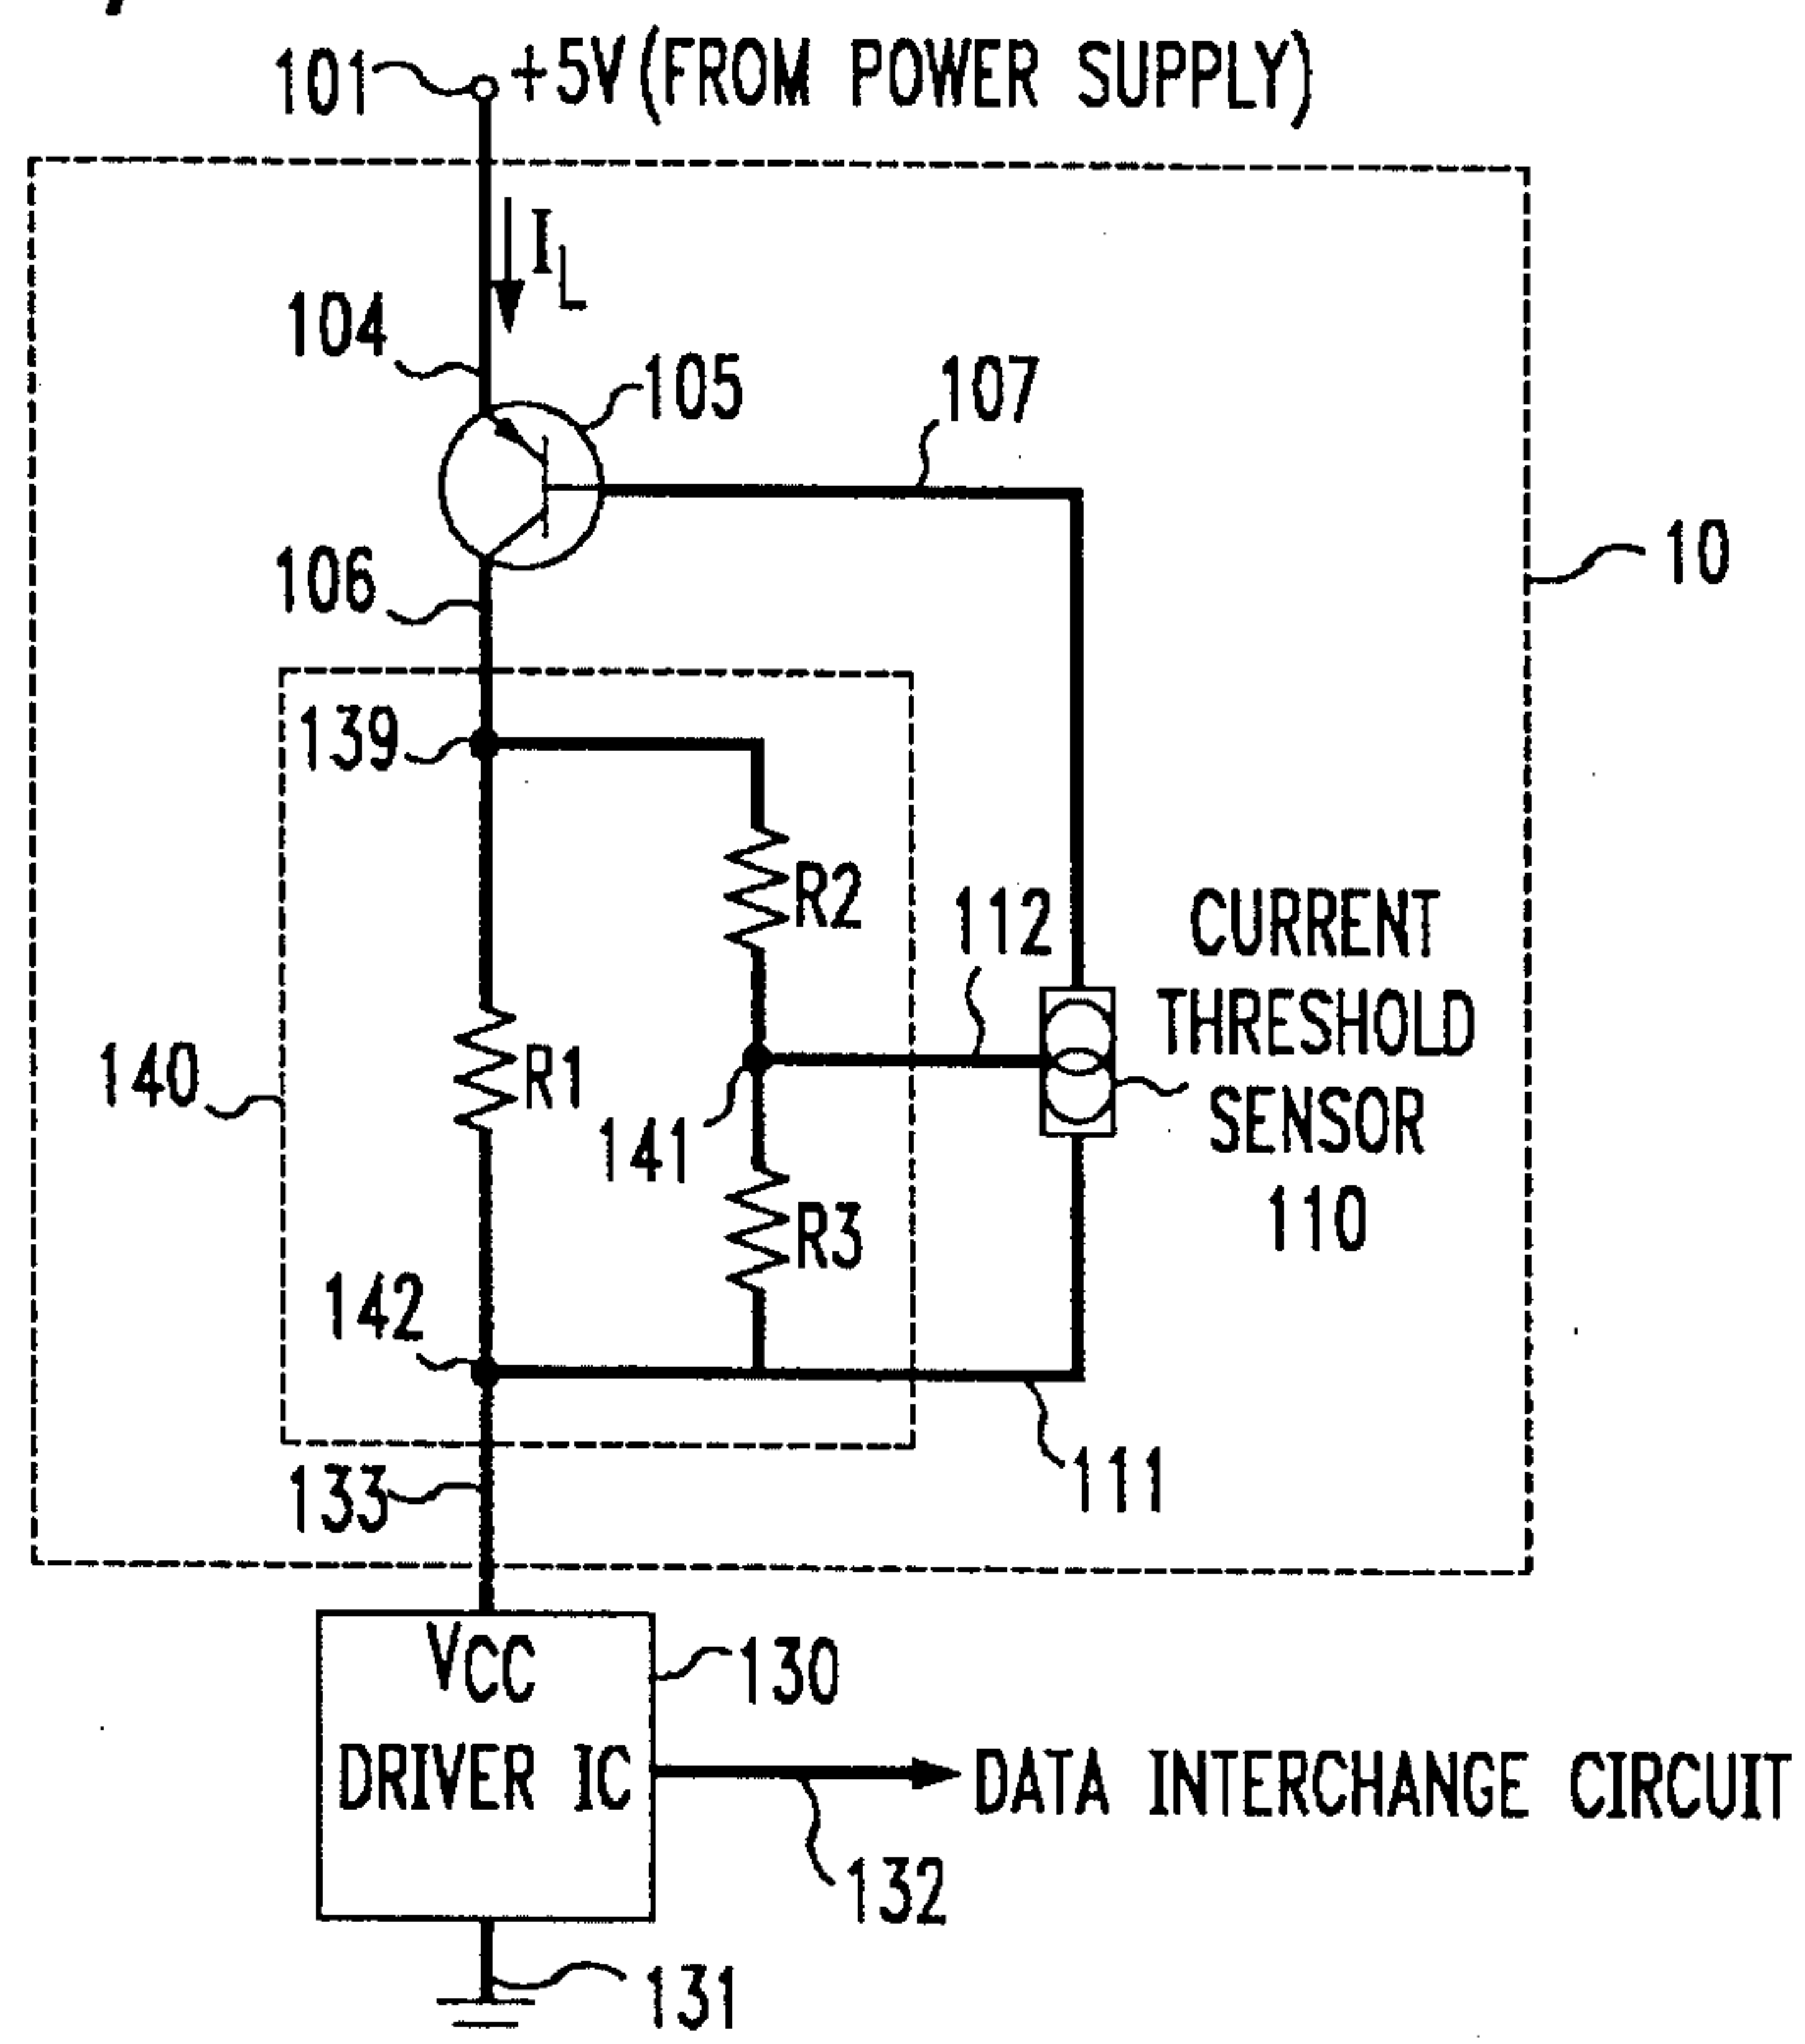 101
+5V(FROM POWER SUPPLY)
IL
104
105
107
106
10
139
R2
112
CURRENT
THRESHOLD
SENSOR
110
140
R1
141
R3
142
133
111
VCC
130
DRIVER IC
DATA INTERCHANGE CIRCUIT
132
131